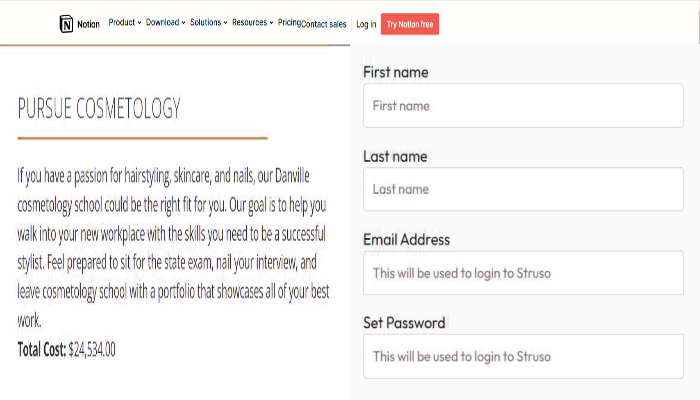 Notion Product Download Solutions Resources Pricing Contact sales Log in Try Notion free
PURSUE COSMETOLOGY
If you have a passion for hairstyling, skincare, and nails, our Danville
cosmetology school could be the right fit for you. Our goal is to help you
walk into your new workplace with the skills you need to be a successful
stylist. Feel prepared to sit for the state exam, nail your interview, and
leave cosmetology school with a portfolio that showcases all of your best
work.
Total Cost: $24,534.00
First name
First name
Last name
Last name
Email Address
This will be used to login to Struso
Set Password
This will be used to login to Struso